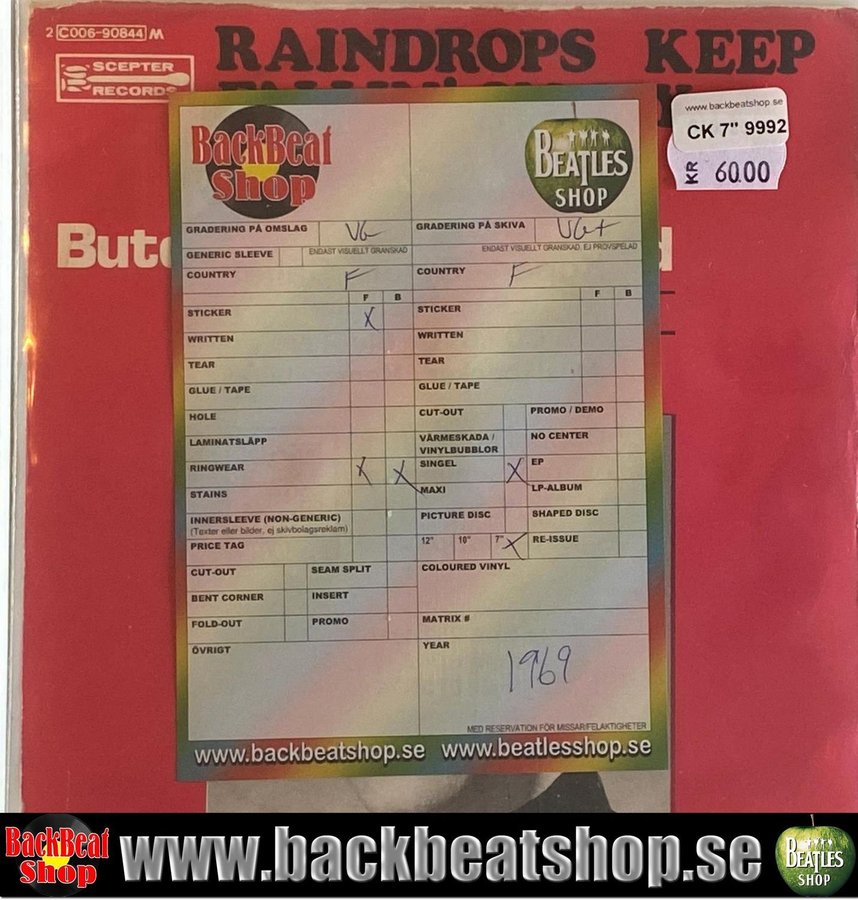 2 C006-90844 M
SCEPTER
RECORDS
RAINDROPS KEEP
www.backbeatshop.se
CK 7" 9992
KR 60.00
BackBeat
Shop
BEATLES
SHOP
GRADERING PÅ OMSLAG VG
GENERIC SLEEVE ENDAST VISUELLT GRANSKAD
COUNTRY F
F B
STICKER X
WRITTEN
TEAR
GLUE / TAPE
HOLE
LAMINATSLÄPP
RINGWEAR X X
STAINS
INNERSLEEVE (NON-GENERIC)
(Texter eller bilder, ej skivbolagsreklam)
PRICE TAG
CUT-OUT SEAM SPLIT
BENT CORNER INSERT
FOLD-OUT PROMO
ÖVRIGT
GRADERING PÅ SKIVA VG+
ENDAST VISUELLT GRANSKAD, EJ PROVSPELAD
COUNTRY F
F B
STICKER
WRITTEN
TEAR
GLUE / TAPE
CUT-OUT PROMO / DEMO
VÄRMESKADA / NO CENTER
VINYLBUBBLOR
SINGEL X EP
MAXI LP-ALBUM
PICTURE DISC SHAPED DISC
12" 10" 7" X RE-ISSUE
COLOURED VINYL
MATRIX #
YEAR
1969
MED RESERVATION FÖR MISSAR/FELAKTIGHETER
www.backbeatshop.se www.beatlesshop.se
BackBeat
Shop
www.backbeatshop.se
BEATLES
SHOP